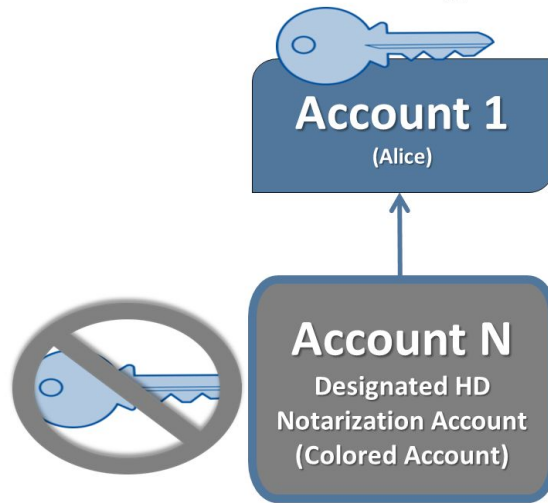 Account 1
(Alice)
Account N
Designated HD
Notarization Account
(Colored Account)